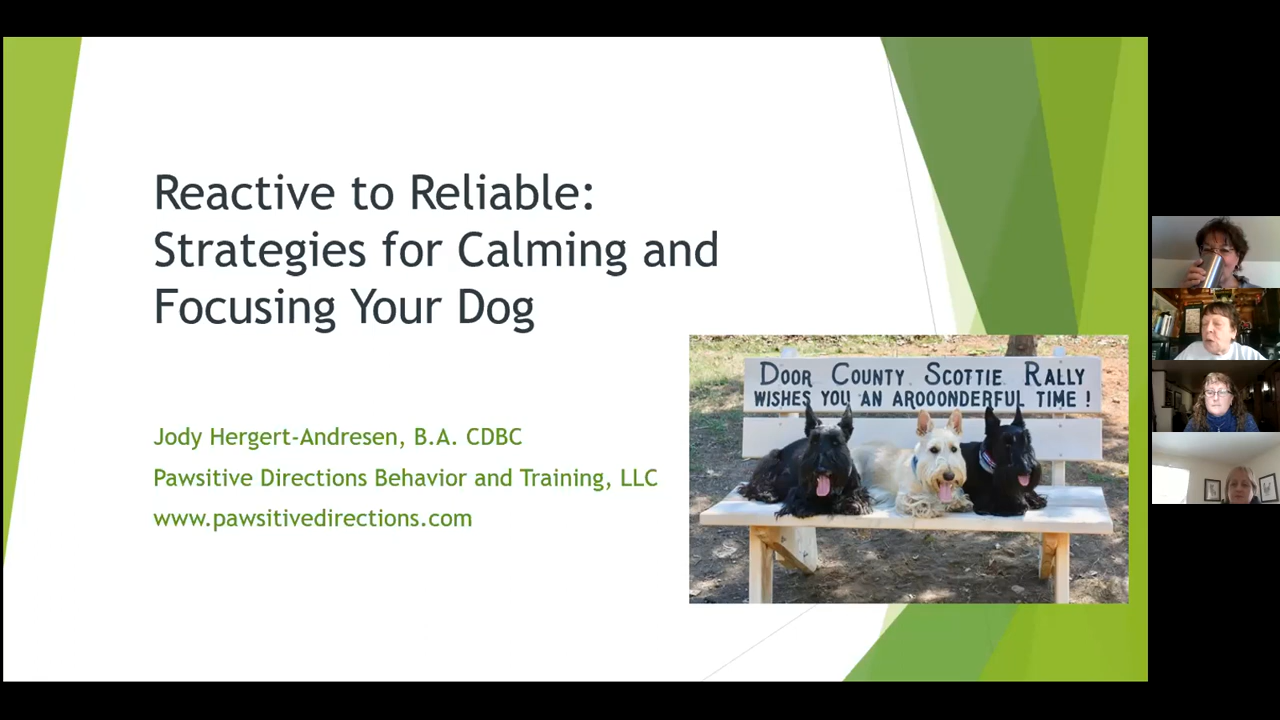 Reactive to Reliable:
Strategies for Calming and
Focusing Your Dog
Jody Hergert-Andresen, B.A. CDBC
Pawsitive Directions Behavior and Training, LLC
www.pawsitivedirections.com
DOOR COUNTY SCOTTIE RALLY
WISHES YOU AN AROOONDERFUL TIME!